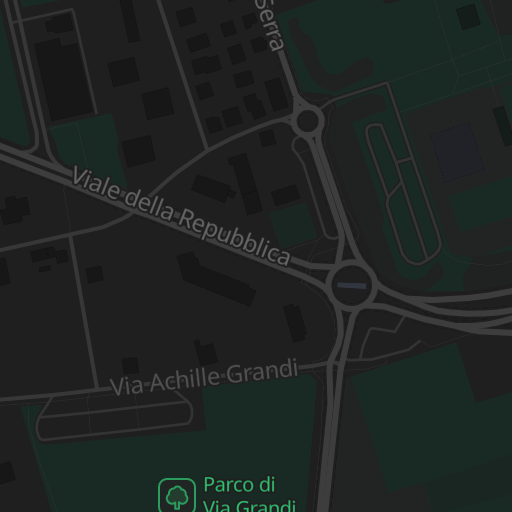 Serra
Viale della Repubblica
Via Achille Grandi
Parco di
Via Grandi